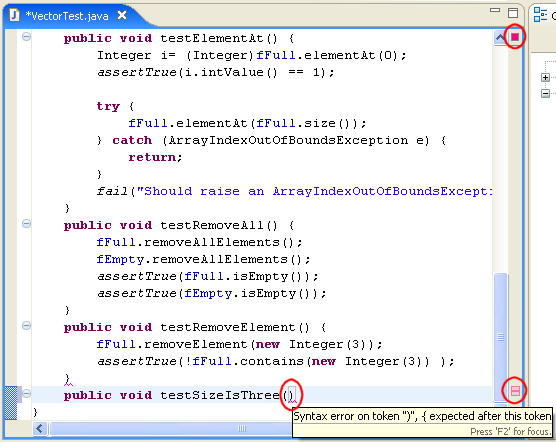 *VectorTest.java
public void testElementAt() {
Integer i= (Integer)fFull.elementAt(0);
assertTrue(i.intValue() == 1);
try {
fFull.elementAt(fFull.size());
} catch (ArrayIndexOutOfBoundsException e) {
return;
}
fail("Should raise an ArrayIndexOutOfBoundsExcepti
}
public void testRemoveAll() {
fFull.removeAllElements();
fEmpty.removeAllElements();
assertTrue(fFull.isEmpty());
assertTrue(fEmpty.isEmpty());
}
public void testRemoveElement() {
fFull.removeElement(new Integer(3));
assertTrue(!fFull.contains(new Integer(3)) );
}
public void testSizeIsThree()
}
Syntax error on token ")", { expected after this token
Press 'F2' for focus.